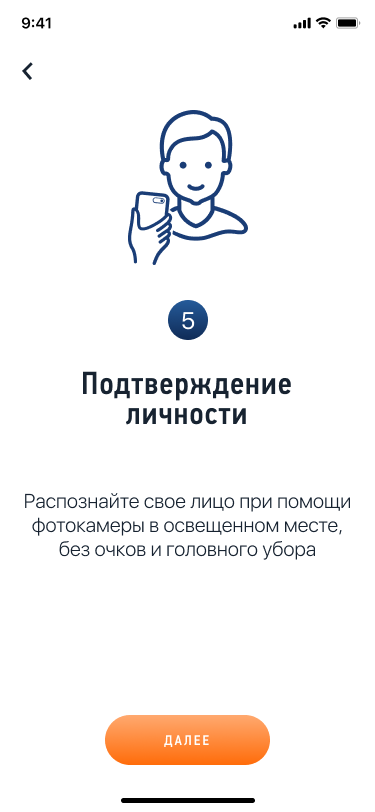 9:41
5
Подтверждение
личности
Распознайте свое лицо при помощи
фотокамеры в освещенном месте,
без очков и головного убора
ДАЛЕЕ